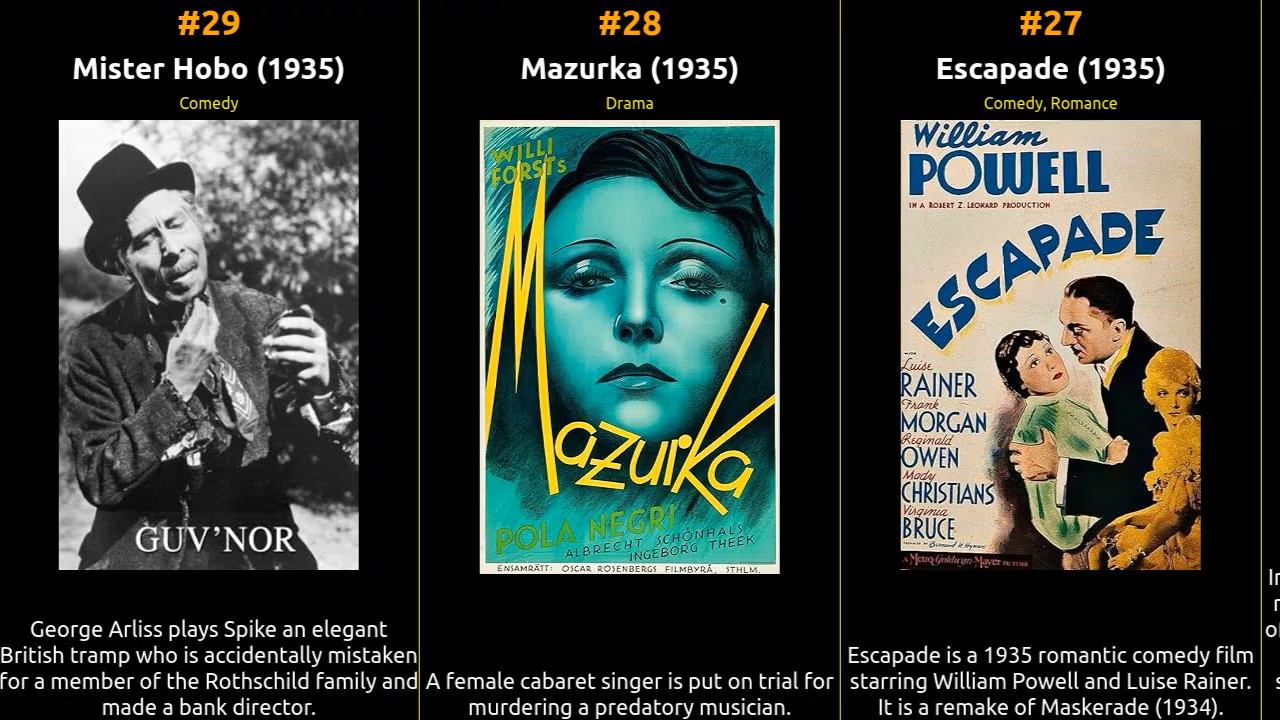 #29
Mister Hobo (1935)
Comedy
GUV'NOR
George Arliss plays Spike an elegant
British tramp who is accidentally mistaken
for a member of the Rothschild family and
made a bank director.
#28
Mazurka (1935)
Drama
WILLI
FORSTs
Mazurka
POLA NEGRI
ALBRECHT SCHÖNHALS
INGEBORG THEEK
ENSAMRÄTT: OSCAR ROSENBERGS FILMBYRÅ, STHLM.
A female cabaret singer is put on trial for
murdering a predatory musician.
#27
Escapade (1935)
Comedy, Romance
William
POWELL
IN A ROBERT Z. LEONARD PRODUCTION
ESCAPADE
Luise
RAINER
Frank
MORGAN
Reginald
OWEN
Mady
CHRISTIANS
Virginia
BRUCE
A Metro-Goldwyn-Mayer PICTURE
Escapade is a 1935 romantic comedy film
starring William Powell and Luise Rainer.
It is a remake of Maskerade (1934).